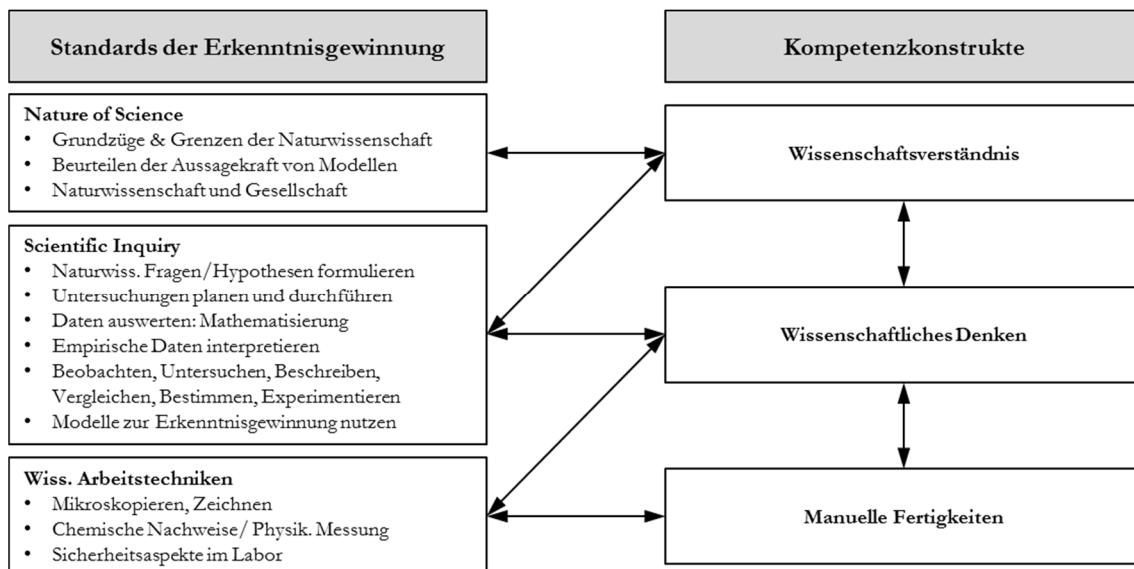 Standards der Erkenntnisgewinnung
Nature of Science
• Grundzüge & Grenzen der Naturwissenschaft
• Beurteilen der Aussagekraft von Modellen
• Naturwissenschaft und Gesellschaft
Scientific Inquiry
• Naturwiss. Fragen/Hypothesen formulieren
• Untersuchungen planen und durchführen
• Daten auswerten: Mathematisierung
• Empirische Daten interpretieren
• Beobachten, Untersuchen, Beschreiben,
Vergleichen, Bestimmen, Experimentieren
• Modelle zur Erkenntnisgewinnung nutzen
Wiss. Arbeitstechniken
• Mikroskopieren, Zeichnen
• Chemische Nachweise/ Physik. Messung
• Sicherheitsaspekte im Labor
Kompetenzkonstrukte
Wissenschaftsverständnis
Wissenschaftliches Denken
Manuelle Fertigkeiten